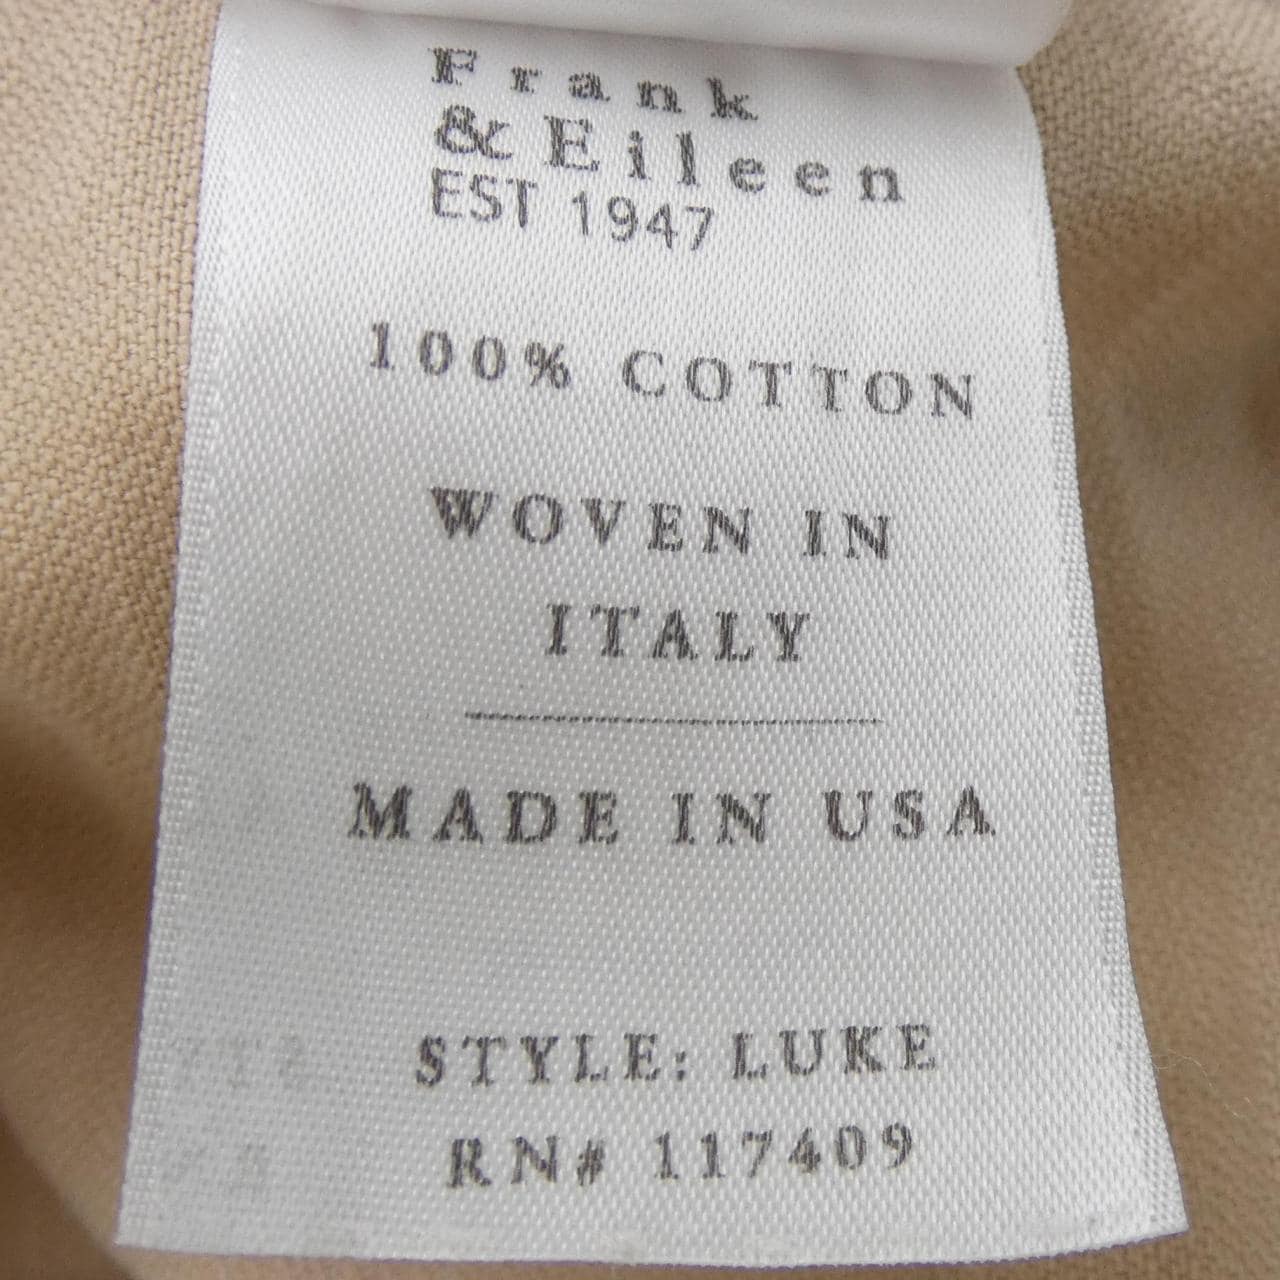 Frank
& Eileen
EST 1947
100% COTTON
WOVEN IN
ITALY
MADE IN USA
STYLE: LUKE
RN# 117409